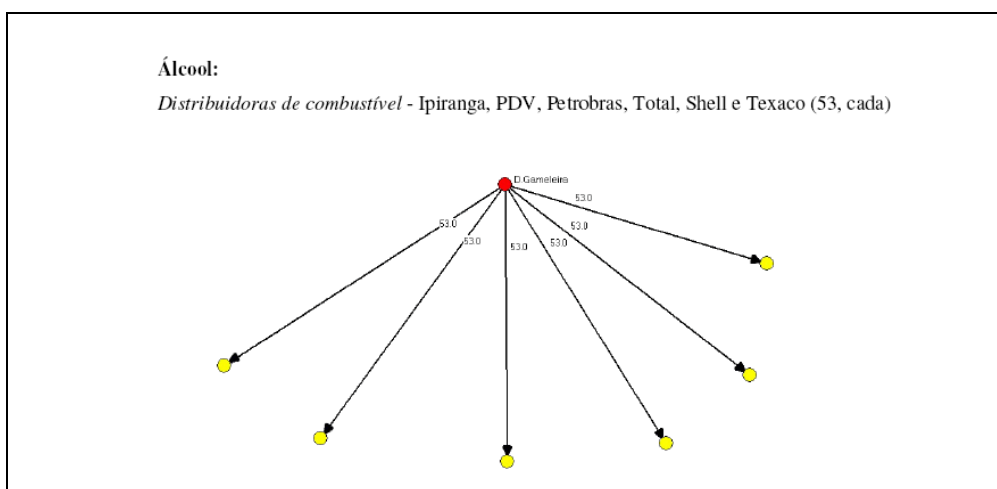 Álcool:
Distribuidoras de combustível - Ipiranga, PDV, Petrobras, Total, Shell e Texaco (53, cada)
D.Gameleira
53.0
53.0
53.0
53.0
53.0
53.0